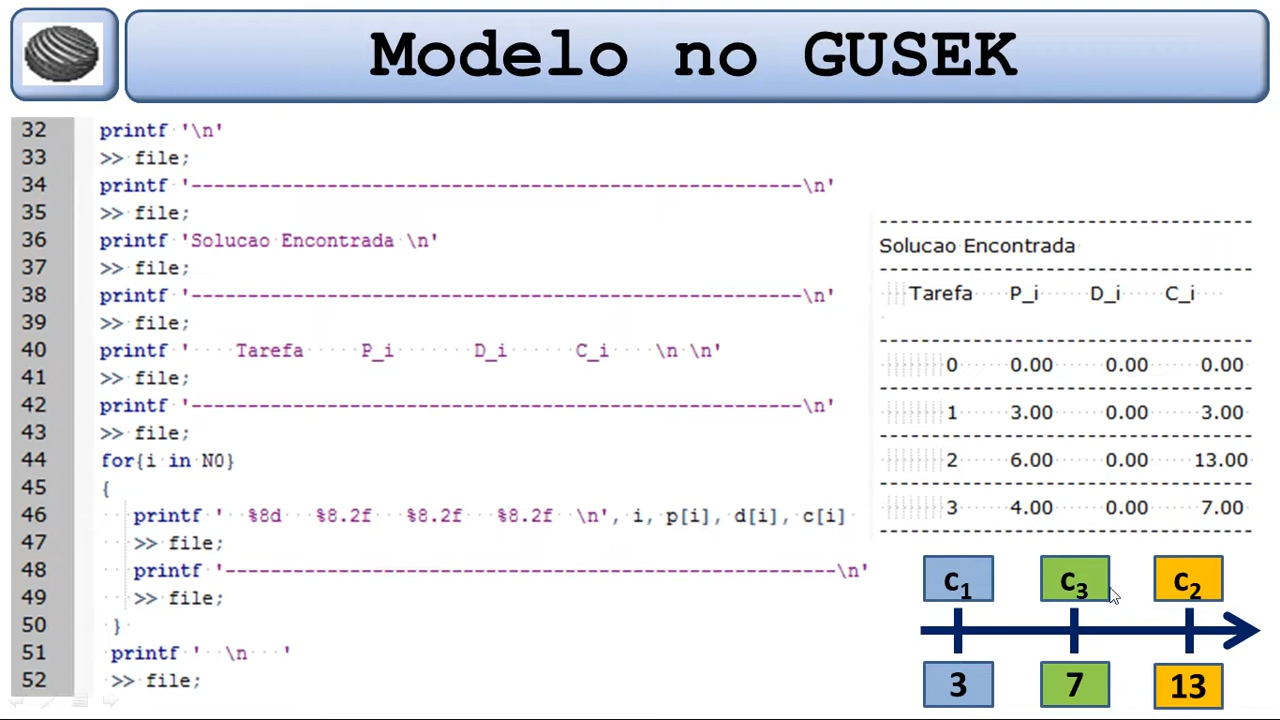 Modelo no GUSEK
32 printf '\n'
33 >> file;
34 printf '------------------------------------------------------\n'
35 >> file;
36 printf 'Solucao Encontrada \n'
37 >> file;
38 printf '------------------------------------------------------\n'
39 >> file;
40 printf '    Tarefa     P_i       D_i      C_i    \n \n'
41 >> file;
42 printf '------------------------------------------------------\n'
43 >> file;
44 for{i in N0}
45 {
46 printf '  %8d   %8.2f   %8.2f   %8.2f  \n', i, p[i], d[i], c[i]
47 >> file;
48 printf '------------------------------------------------------\n'
49 >> file;
50 }
51 printf '  \n   '
52 >> file;
----------------------------------------
Solucao Encontrada
----------------------------------------
Tarefa P_i D_i C_i
----------------------------------------
0 0.00 0.00 0.00
----------------------------------------
1 3.00 0.00 3.00
----------------------------------------
2 6.00 0.00 13.00
----------------------------------------
3 4.00 0.00 7.00
----------------------------------------
c1 c3 c2
3 7 13